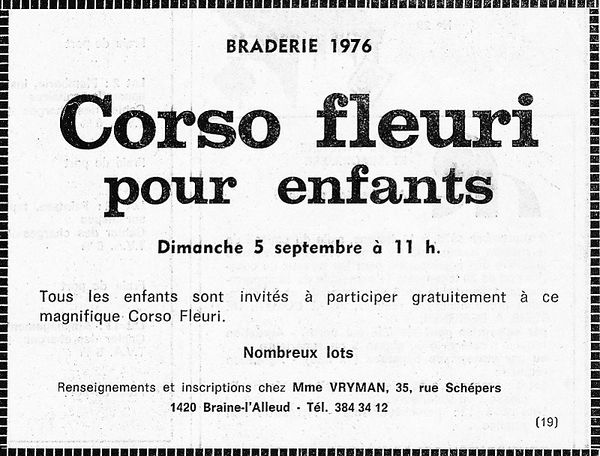 BRADERIE 1976
Corso fleuri
pour enfants
Dimanche 5 septembre à 11 h.
Tous les enfants sont invités à participer gratuitement à ce
magnifique Corso Fleuri.
Nombreux lots
Renseignements et inscriptions chez Mme VRYMAN, 35, rue Schépers
1420 Braine-l'Alleud - Tél. 384 34 12
(19)